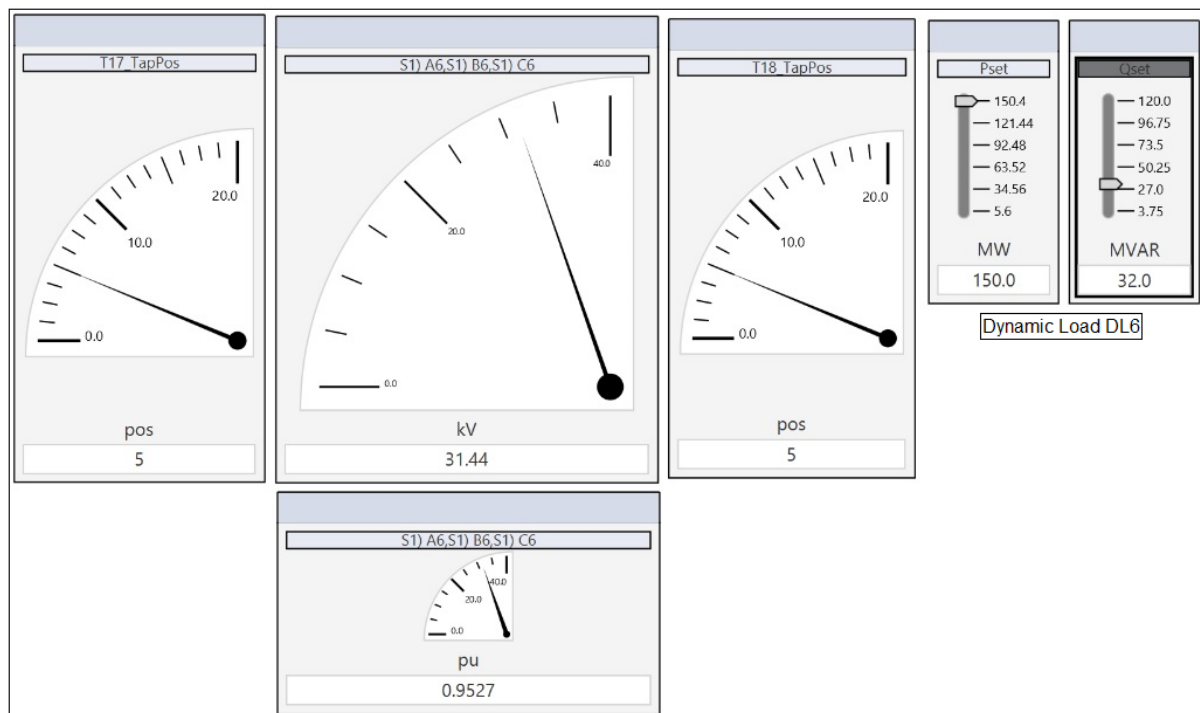 T17_TapPos
20.0
10.0
0.0
pos
5
S1) A6,S1) B6,S1) C6
40.0
20.0
0.0
kV
31.44
T18_TapPos
20.0
10.0
0.0
pos
5
Pset
150.4
121.44
92.48
63.52
34.56
5.6
MW
150.0
Qset
120.0
96.75
73.5
50.25
27.0
3.75
MVAR
32.0
Dynamic Load DL6
S1) A6,S1) B6,S1) C6
40.0
20.0
0.0
pu
0.9527